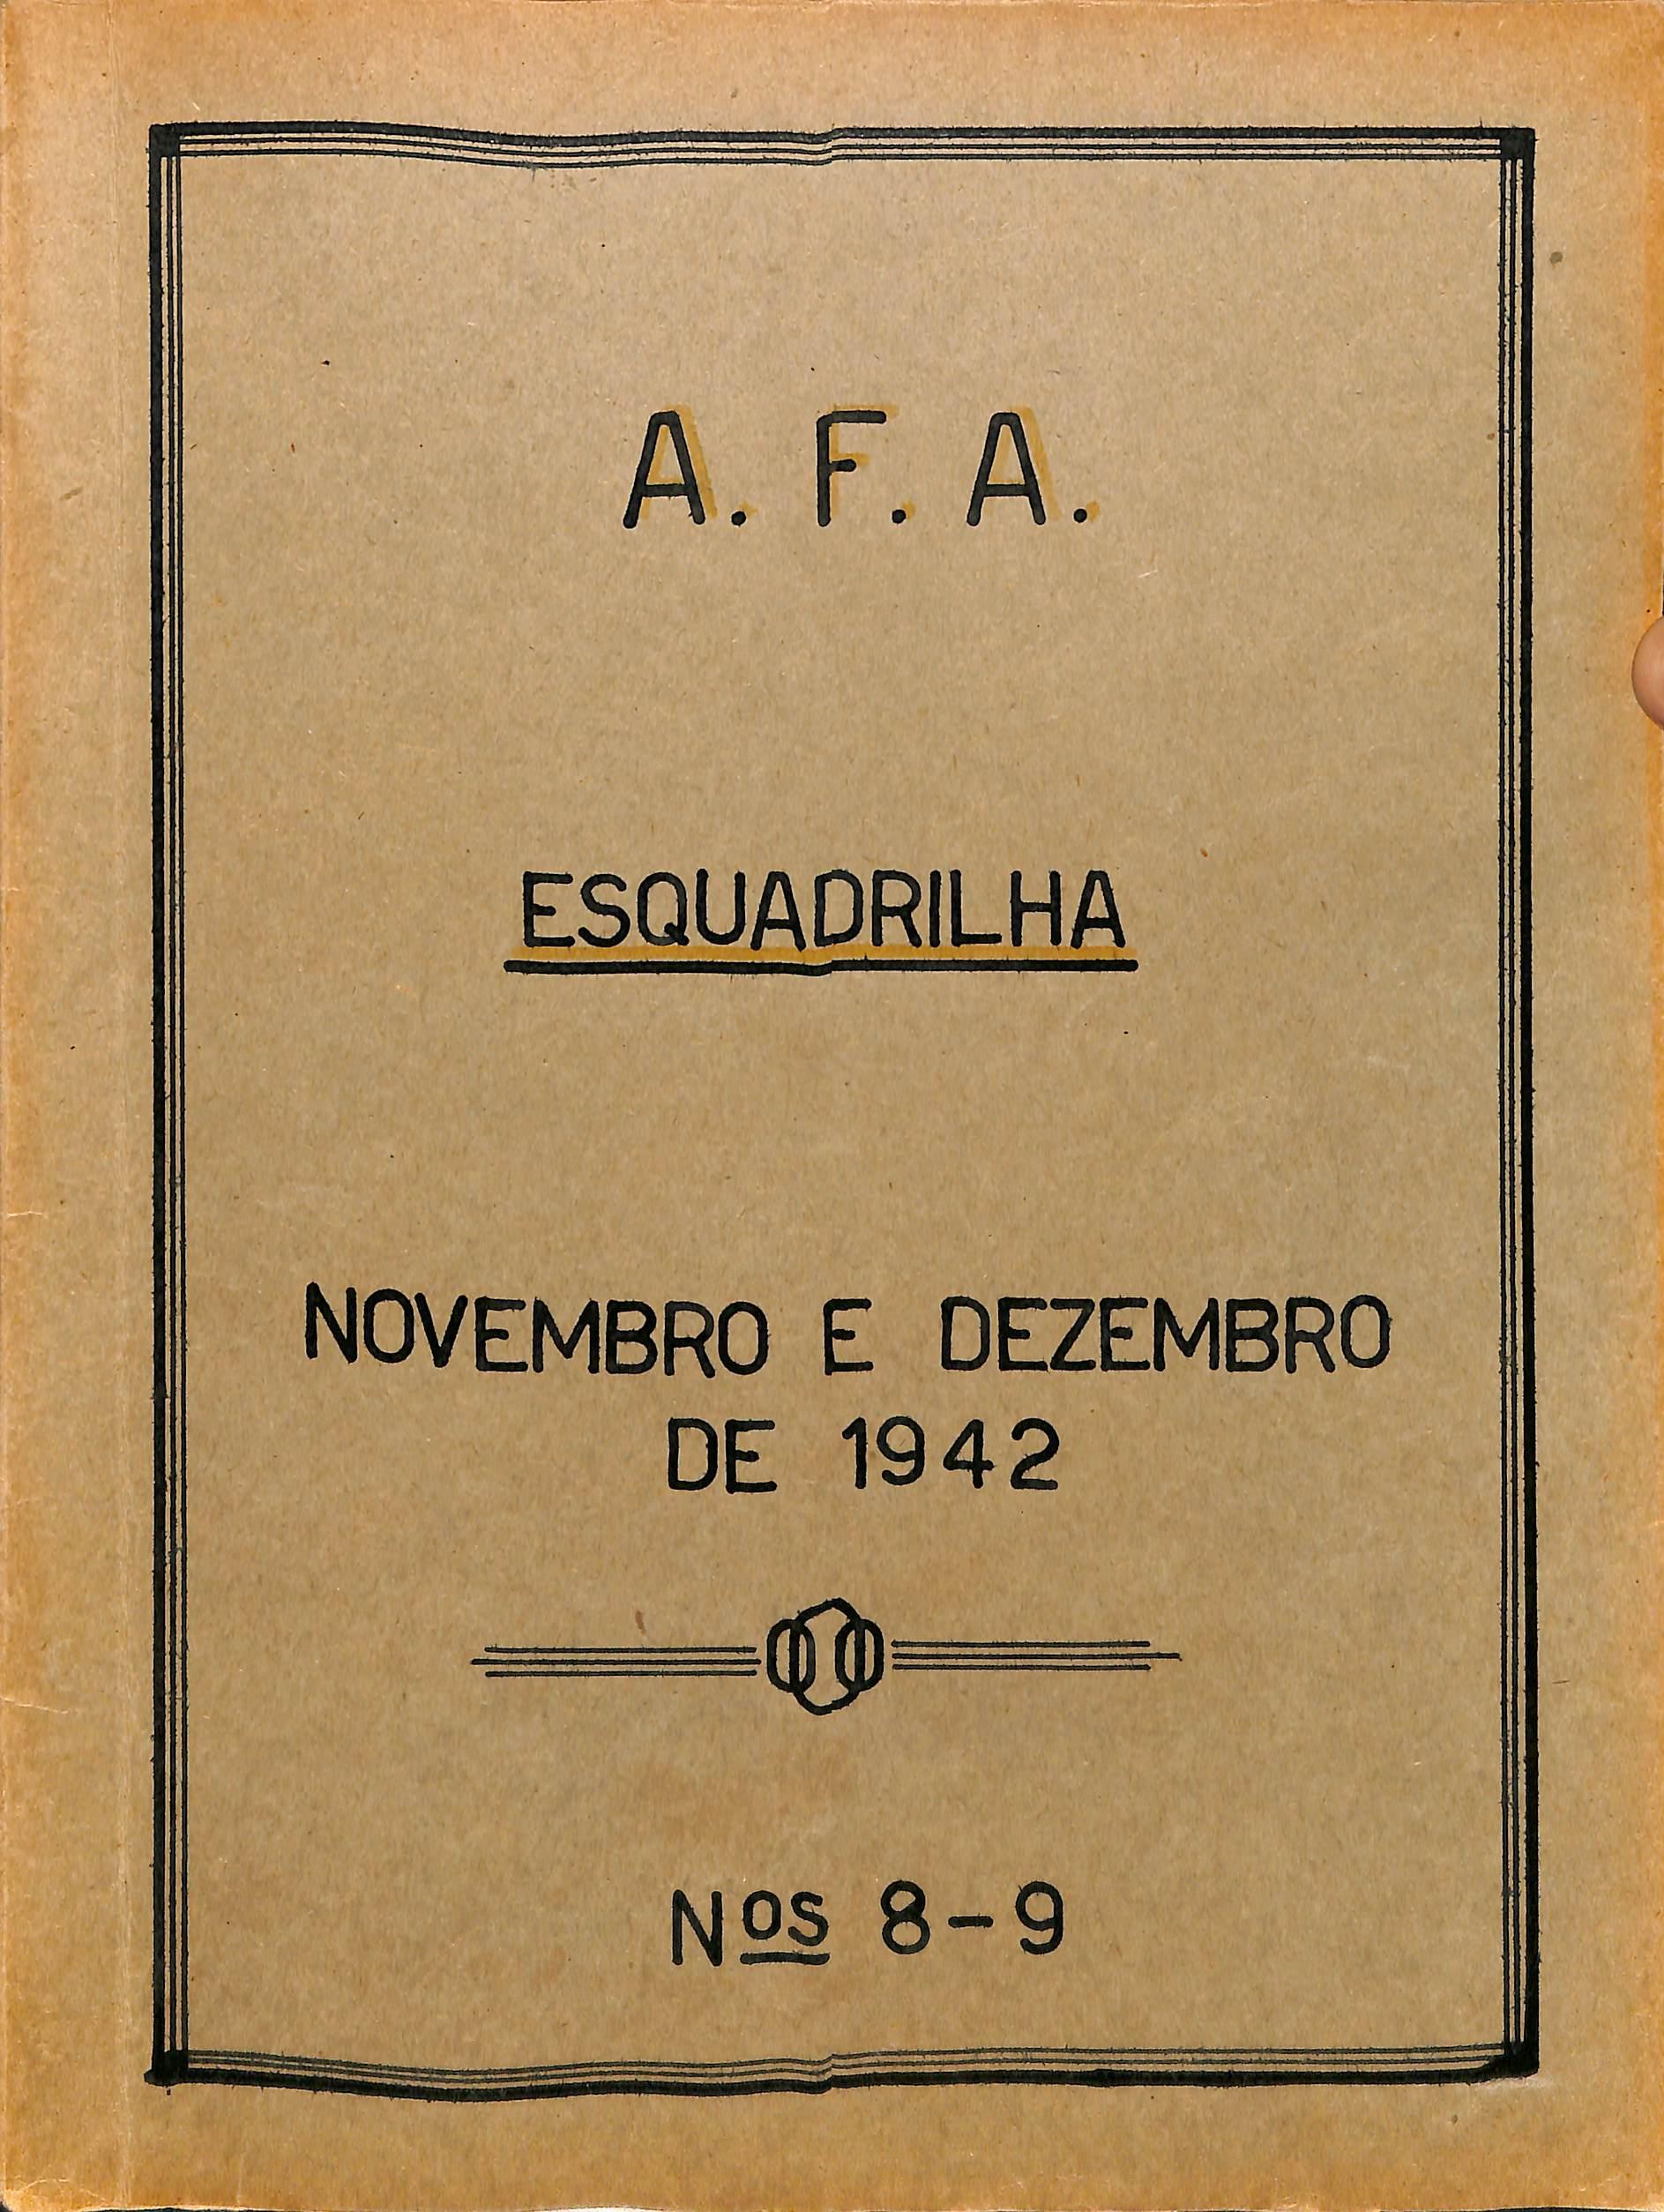 A. F. A.
ESQUADRILHA
NOVEMBRO E DEZEMBRO
DE 1942
Nos 8-9